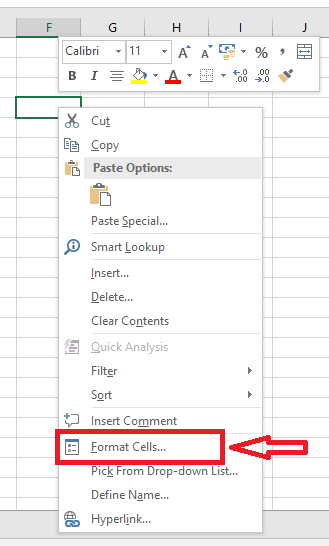 F G H I J
Calibri 11 A A $ % ,
B I A .00 .0
Cut
Copy
Paste Options:
Paste Special...
Smart Lookup
Insert...
Delete...
Clear Contents
Quick Analysis
Filter
Sort
Insert Comment
Format Cells...
Pick From Drop-down List...
Define Name...
Hyperlink...